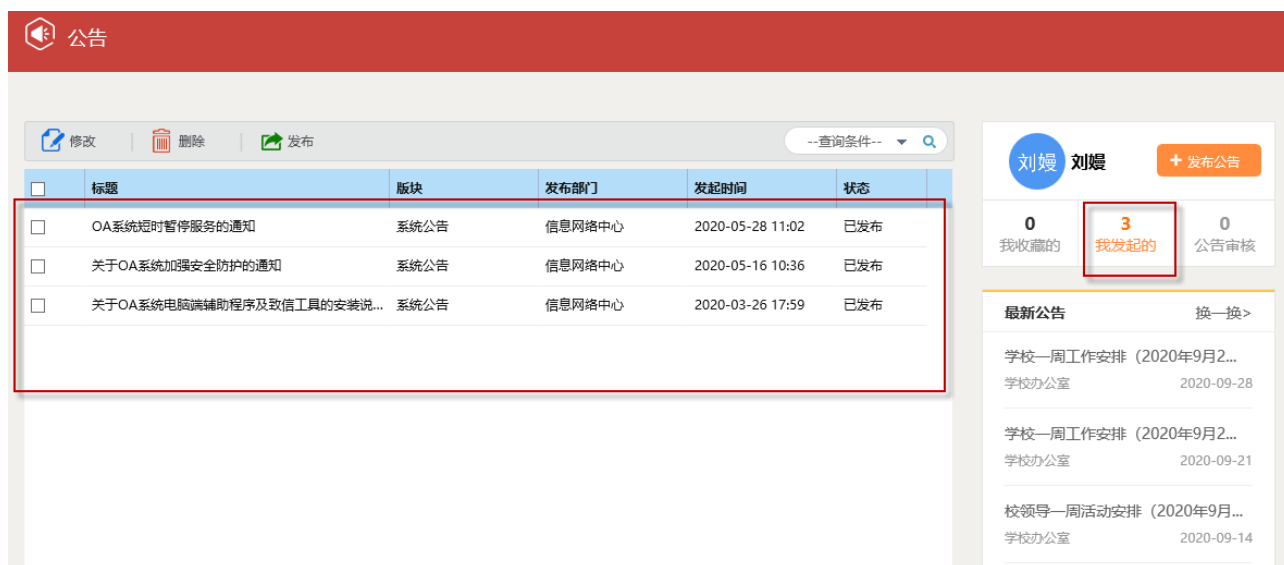 公告
修改 删除 发布 --查询条件--
标题 版块 发布部门 发起时间 状态
OA系统短时暂停服务的通知 系统公告 信息网络中心 2020-05-28 11:02 已发布
关于OA系统加强安全防护的通知 系统公告 信息网络中心 2020-05-16 10:36 已发布
关于OA系统电脑端辅助程序及致信工具的安装说... 系统公告 信息网络中心 2020-03-26 17:59 已发布
刘嫚 刘嫚 + 发布公告
0 3 0
我收藏的 我发起的 公告审核
最新公告 换一换>
学校一周工作安排（2020年9月2...
学校办公室 2020-09-28
学校一周工作安排（2020年9月2...
学校办公室 2020-09-21
校领导一周活动安排（2020年9月...
学校办公室 2020-09-14